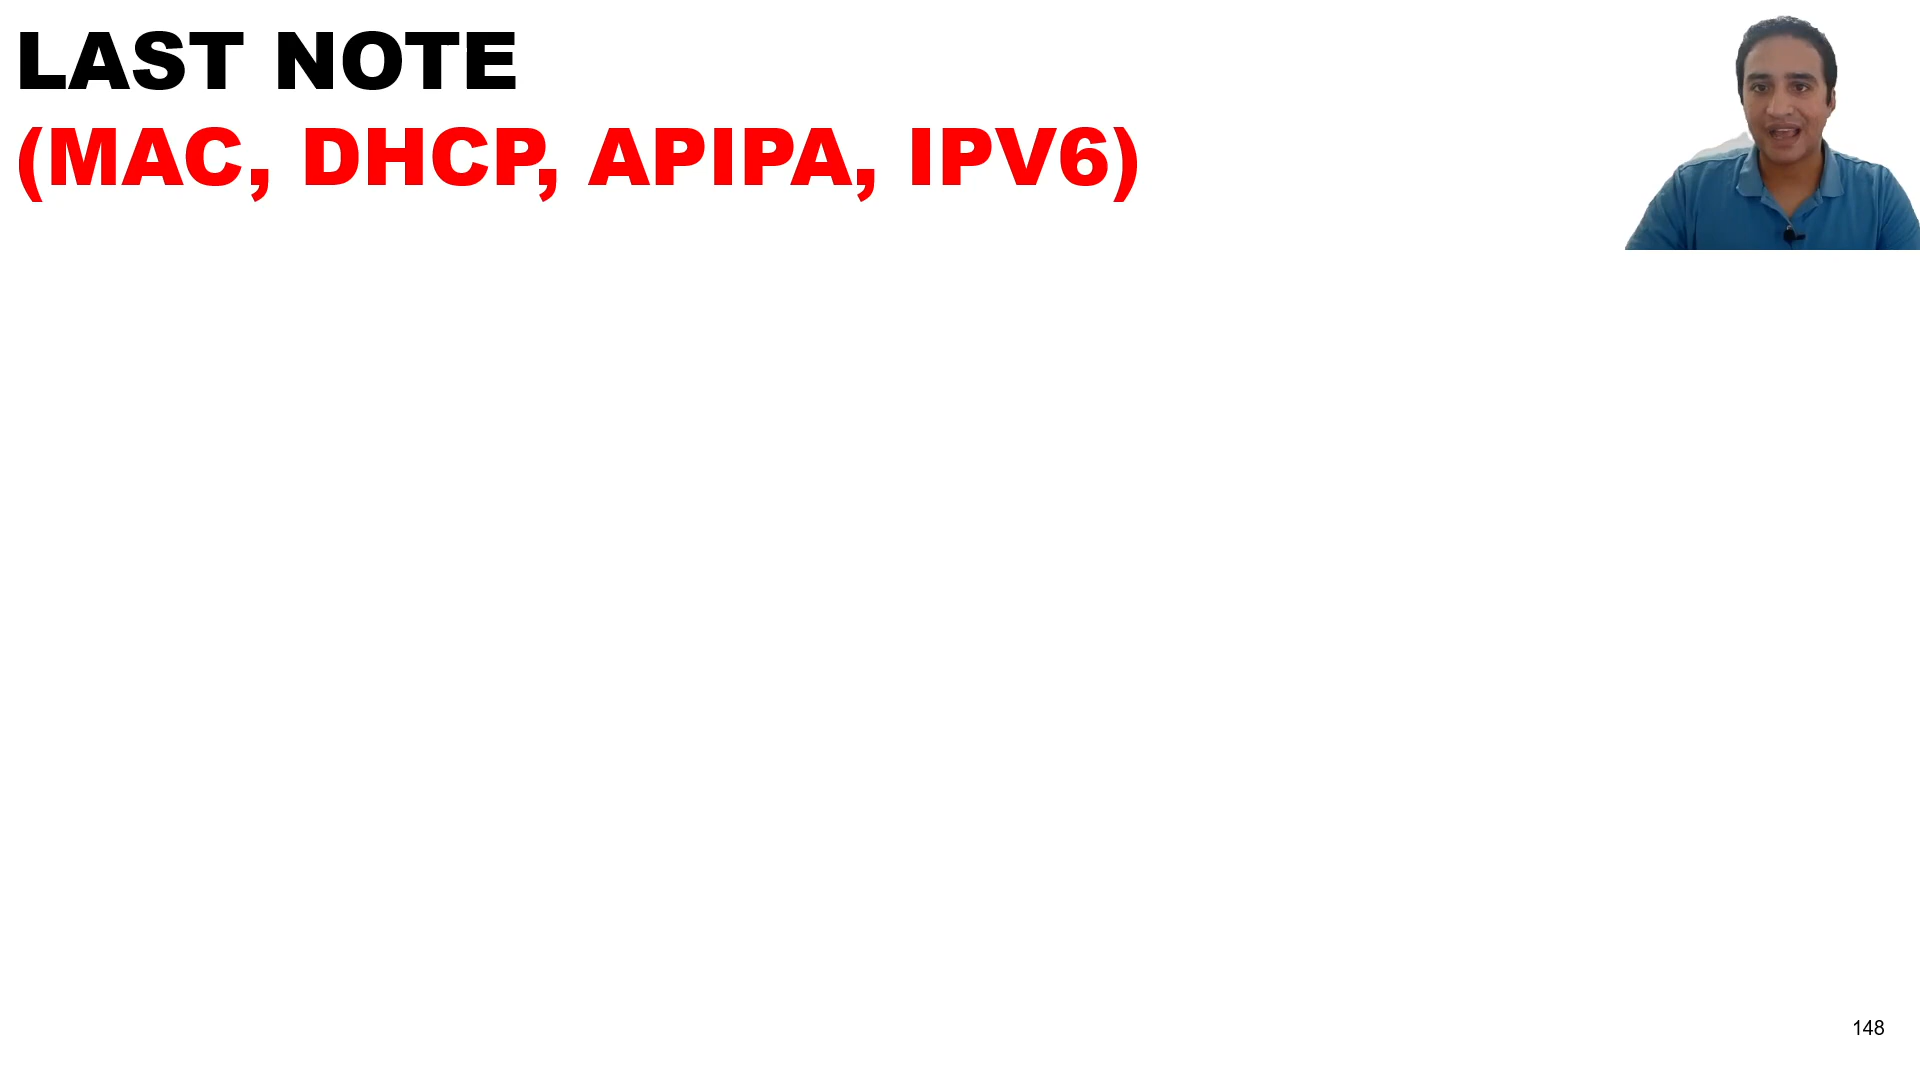 LAST NOTE
(MAC, DHCP, APIPA, IPV6)
148